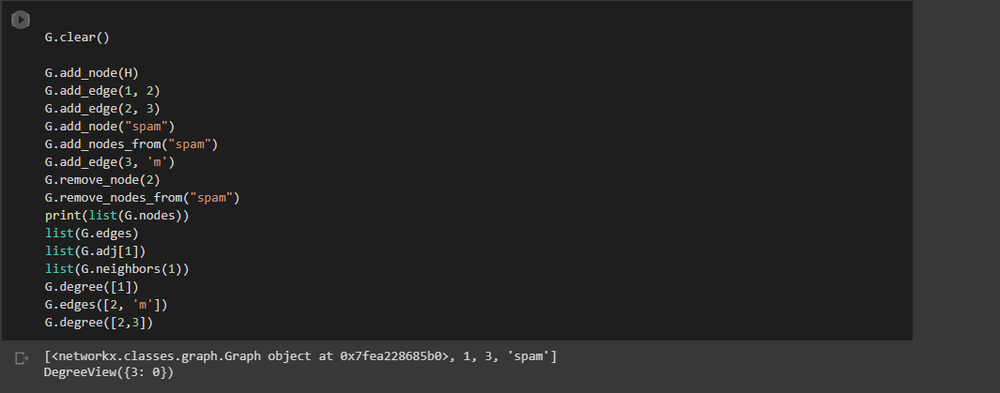 G.clear()
G.add_node(H)
G.add_edge(1, 2)
G.add_edge(2, 3)
G.add_node("spam")
G.add_nodes_from("spam")
G.add_edge(3, 'm')
G.remove_node(2)
G.remove_nodes_from("spam")
print(list(G.nodes))
list(G.edges)
list(G.adj[1])
list(G.neighbors(1))
G.degree([1])
G.edges([2, 'm'])
G.degree([2,3])
[<networkx.classes.graph.Graph object at 0x7fea228685b0>, 1, 3, 'spam']
DegreeView({3: 0})